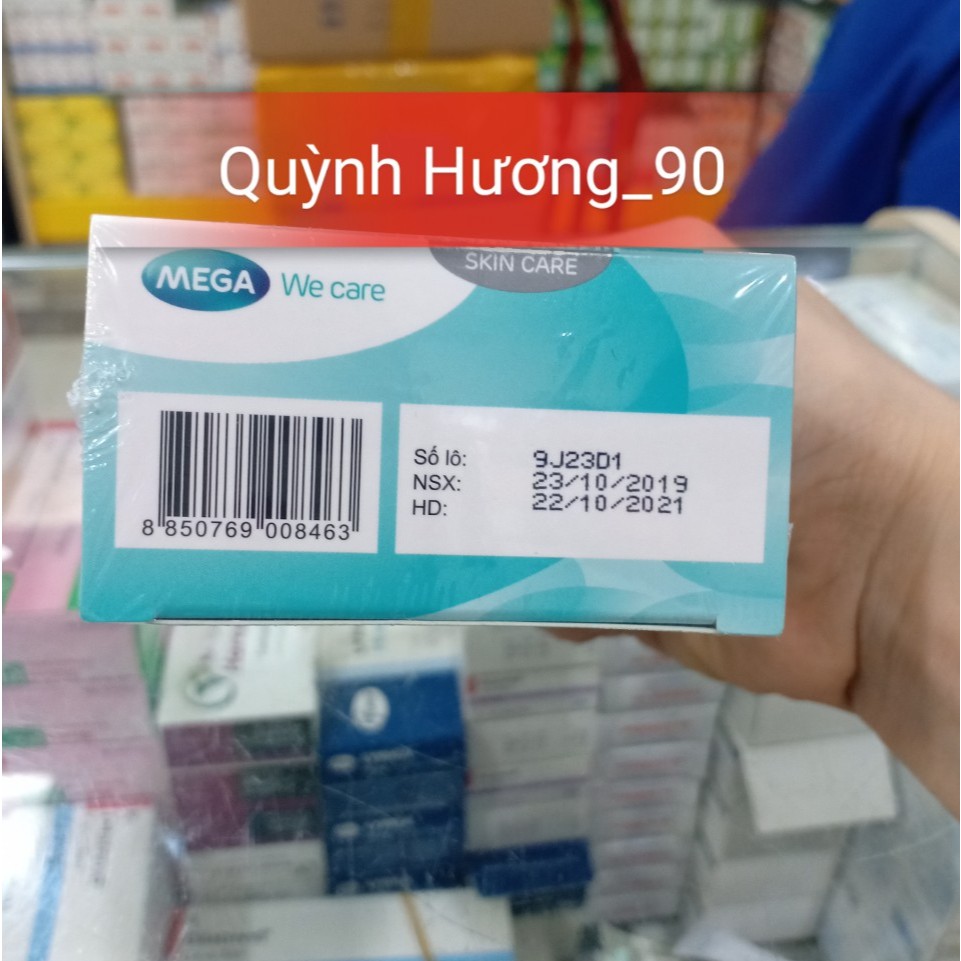 Quỳnh Hương_90
MEGA We care
SKIN CARE
8 850769 008463
Số lô: 9J23D1
NSX: 23/10/2019
HD: 22/10/2021
MEGA